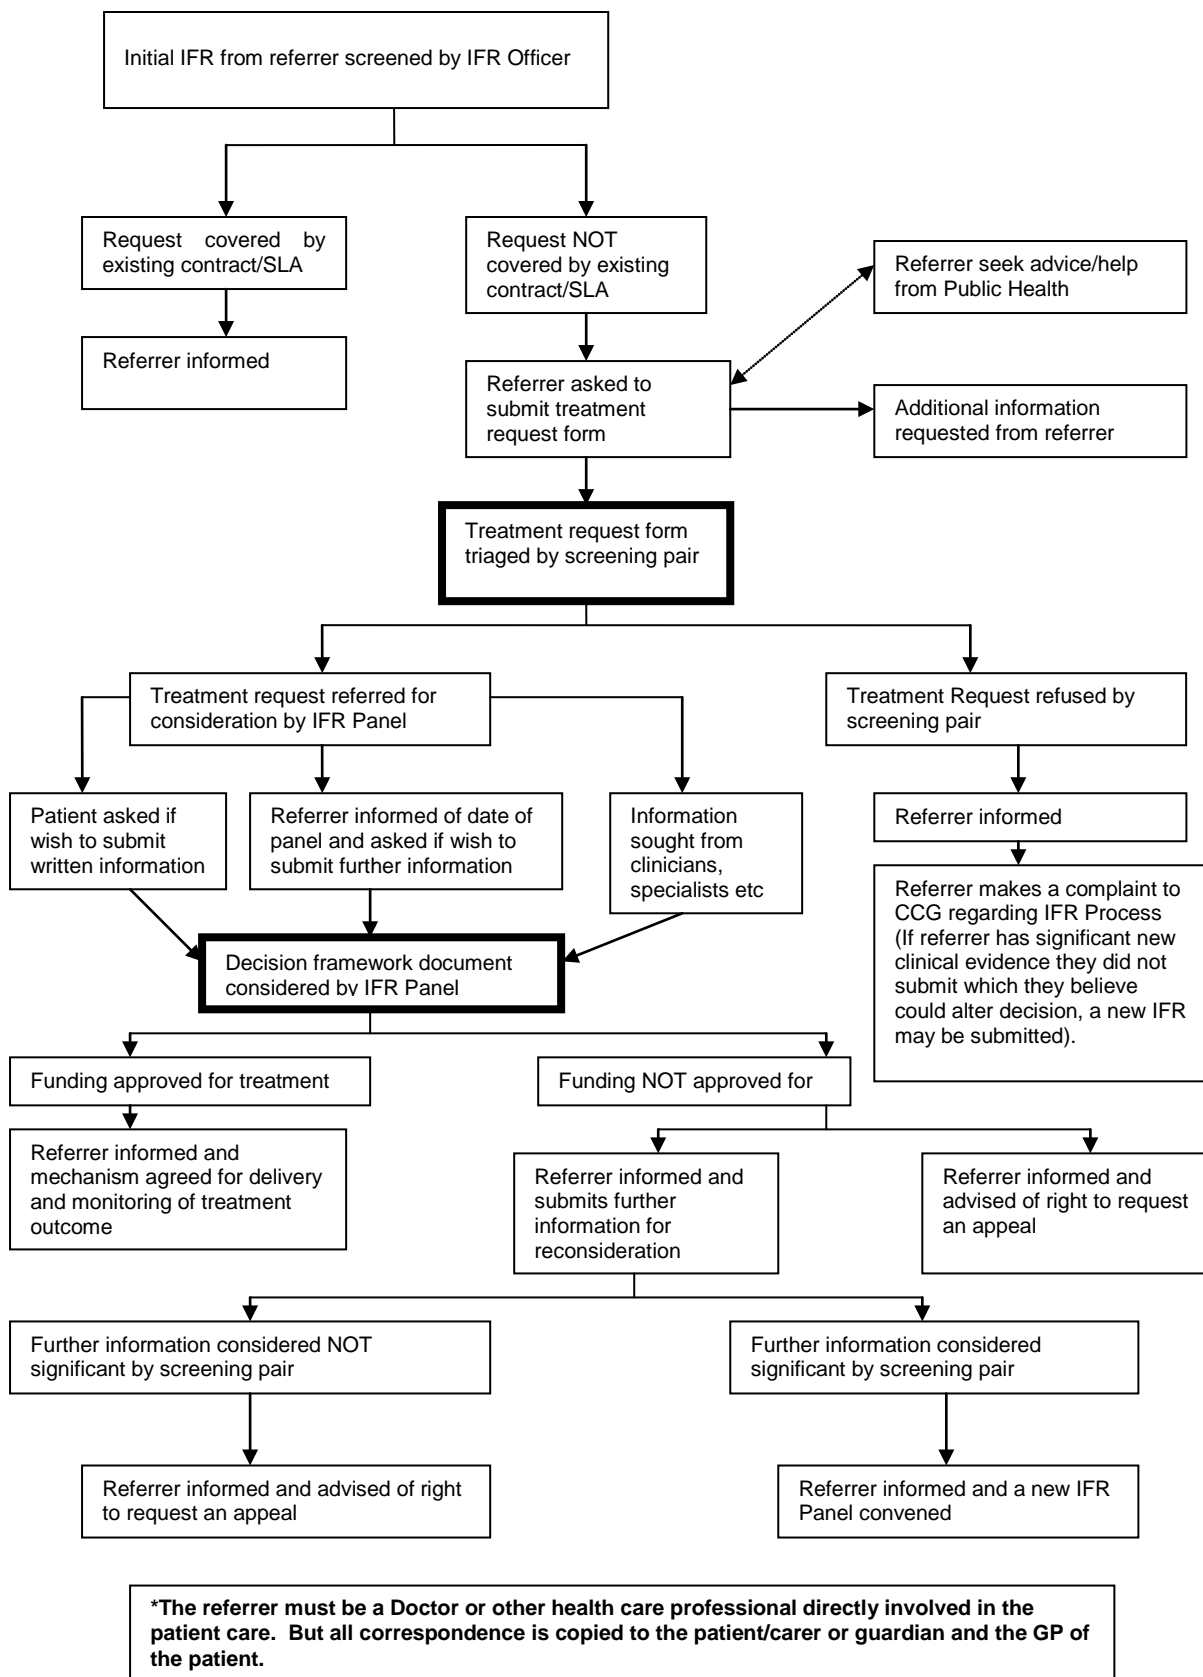 Initial IFR from referrer screened by IFR Officer
Request covered by
existing contract/SLA
Request NOT
covered by existing
contract/SLA
Referrer seek advice/help
from Public Health
Referrer informed
Referrer asked to
submit treatment
request form
Additional information
requested from referrer
Treatment request form
triaged by screening pair
Treatment request referred for
consideration by IFR Panel
Treatment Request refused by
screening pair
Patient asked if
wish to submit
written information
Referrer informed of date of
panel and asked if wish to
submit further information
Information
sought from
clinicians,
specialists etc
Referrer informed
Referrer makes a complaint to
CCG regarding IFR Process
(If referrer has significant new
clinical evidence they did not
submit which they believe
could alter decision, a new IFR
may be submitted).
Decision framework document
considered by IFR Panel
Funding approved for treatment
Funding NOT approved for
Referrer informed and
mechanism agreed for delivery
and monitoring of treatment
outcome
Referrer informed and
submits further
information for
reconsideration
Referrer informed and
advised of right to request
an appeal
Further information considered NOT
significant by screening pair
Further information considered
significant by screening pair
Referrer informed and advised of right
to request an appeal
Referrer informed and a new IFR
Panel convened
*The referrer must be a Doctor or other health care professional directly involved in the
patient care.  But all correspondence is copied to the patient/carer or guardian and the GP of
the patient.